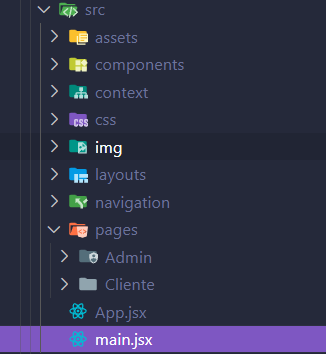 src
assets
components
context
css
img
layouts
navigation
pages
Admin
Cliente
App.jsx
main.jsx